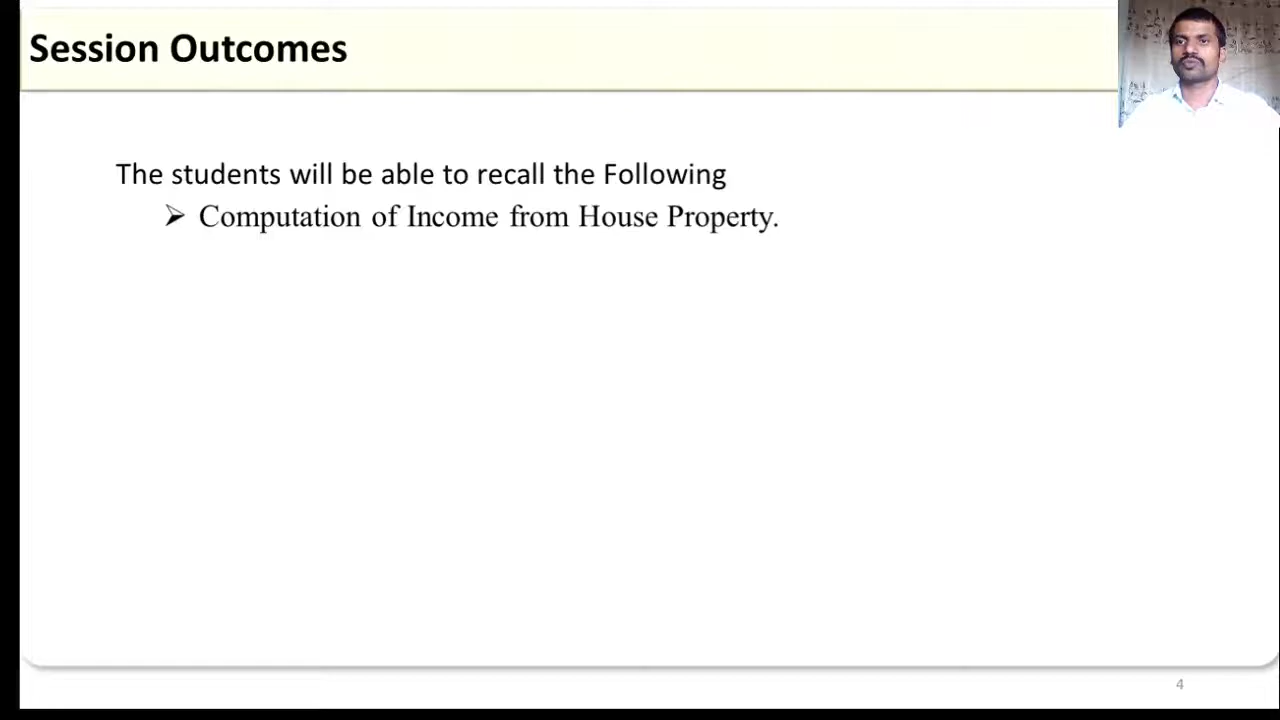 Session Outcomes
The students will be able to recall the Following
➢ Computation of Income from House Property.
4